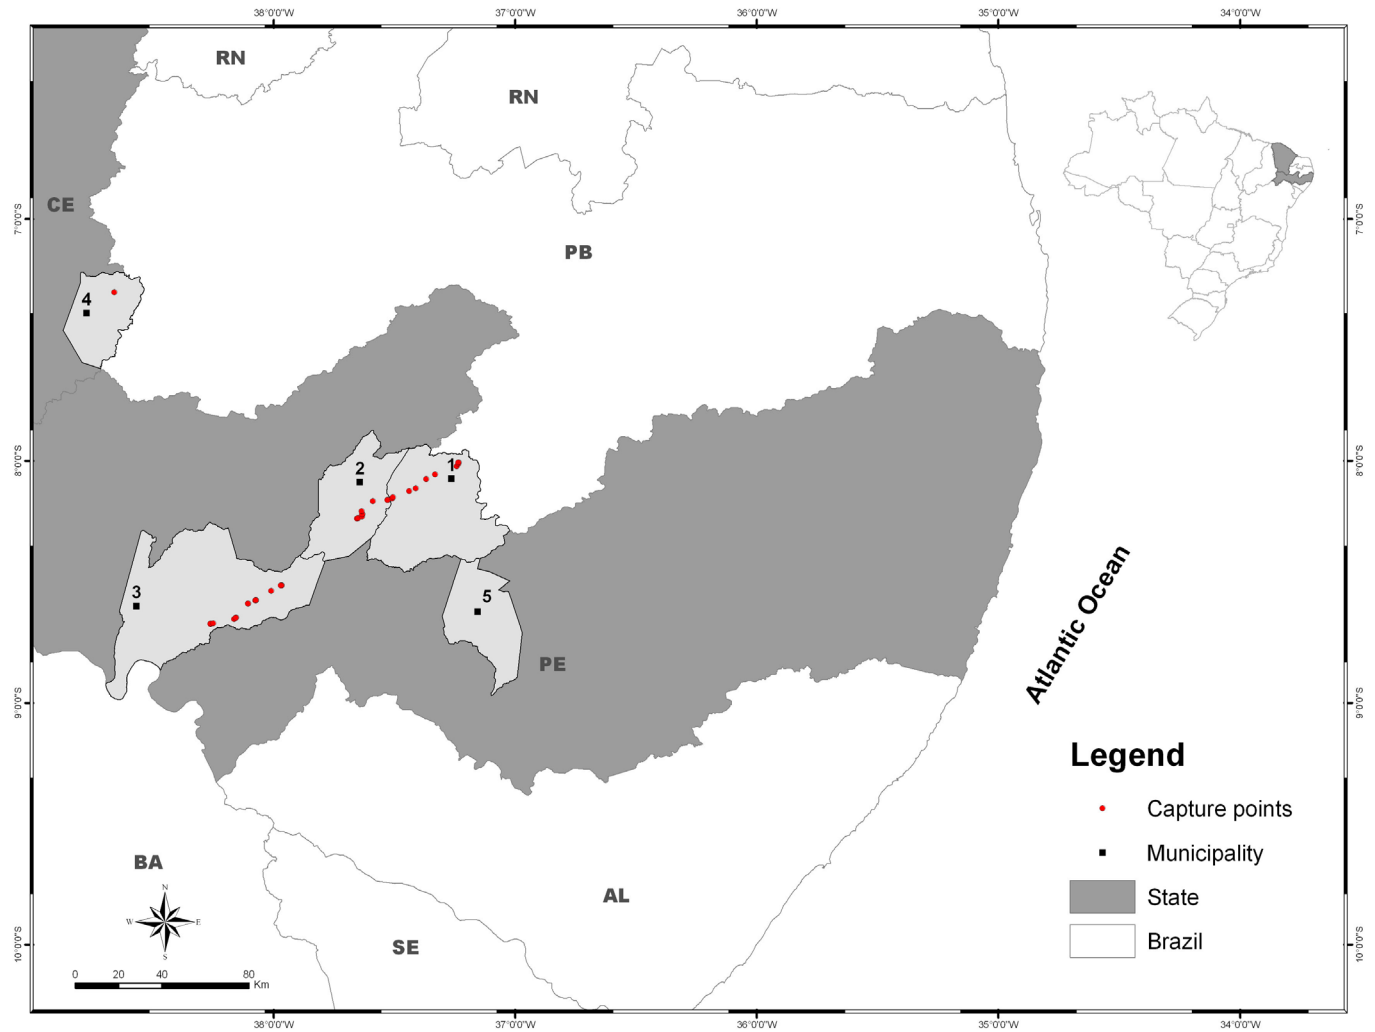 38°0'0"W 37°0'0"W 36°0'0"W 35°0'0"W 34°0'0"W
RN
RN
CE
7°0'0"S
7°0'0"S
PB
4
8°0'0"S
8°0'0"S
2
1
3
5
PE
Atlantic Ocean
9°0'0"S
9°0'0"S
Legend
Capture points
Municipality
State
Brazil
BA
AL
SE
N
W E
S
10°0'0"S
10°0'0"S
0 20 40 80
Km
38°0'0"W 37°0'0"W 36°0'0"W 35°0'0"W 34°0'0"W